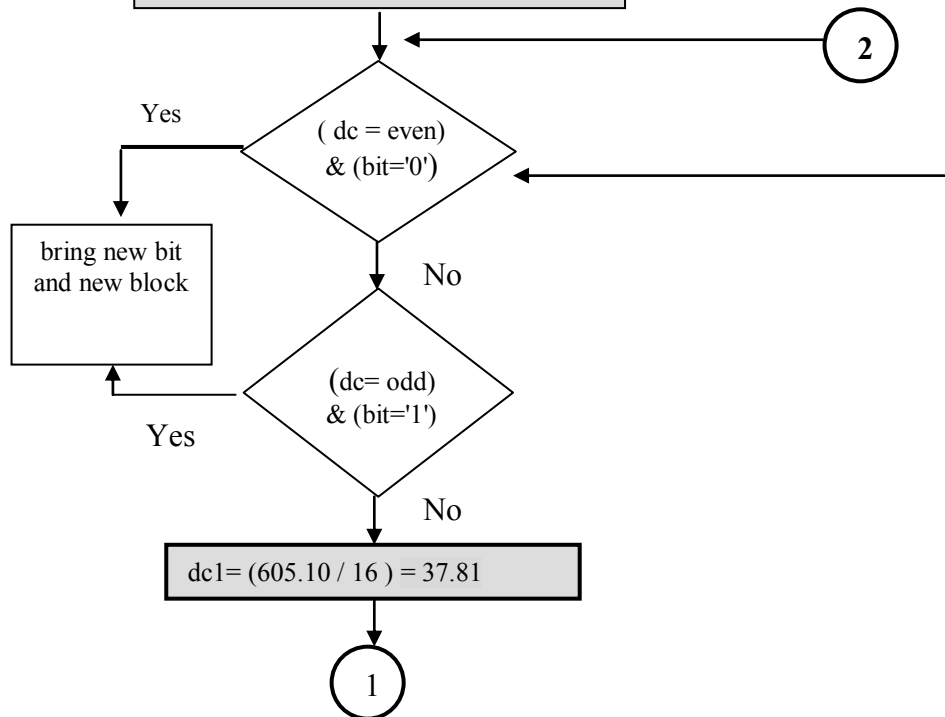 2
Yes
( dc = even)
& (bit='0')
bring new bit
and new block
No
(dc= odd)
& (bit='1')
Yes
No
dc1= (605.10 / 16 ) = 37.81
1